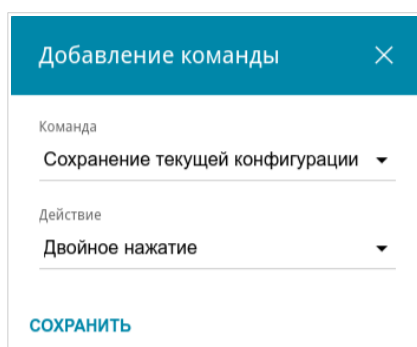 Добавление команды
Команда
Сохранение текущей конфигурации
Действие
Двойное нажатие
СОХРАНИТЬ